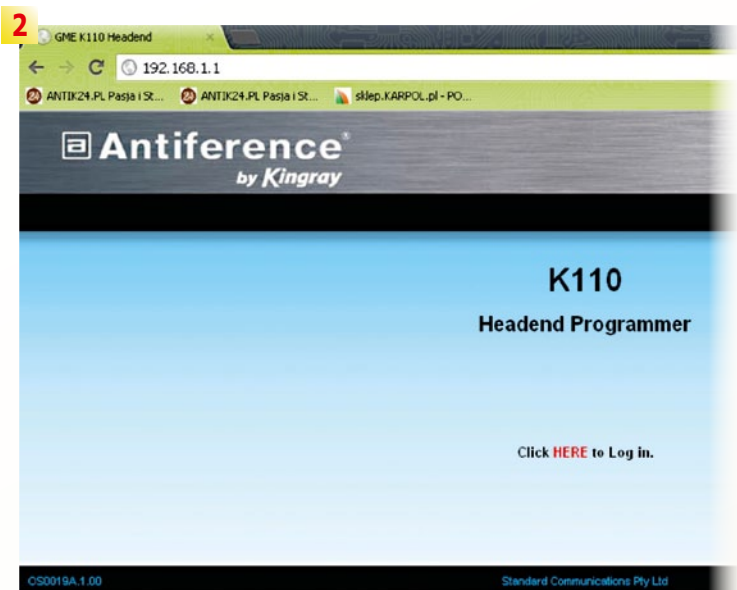 2
GME K110 Headend
192.168.1.1
ANTIK24.PL Pasja i St... ANTIK24.PL Pasja i St... sklep.KARPOL.pl - PO...
a Antiference®
by Kingray
K110
Headend Programmer
Click HERE to Log in.
OS0019A.1.00 Standard Communications Pty Ltd